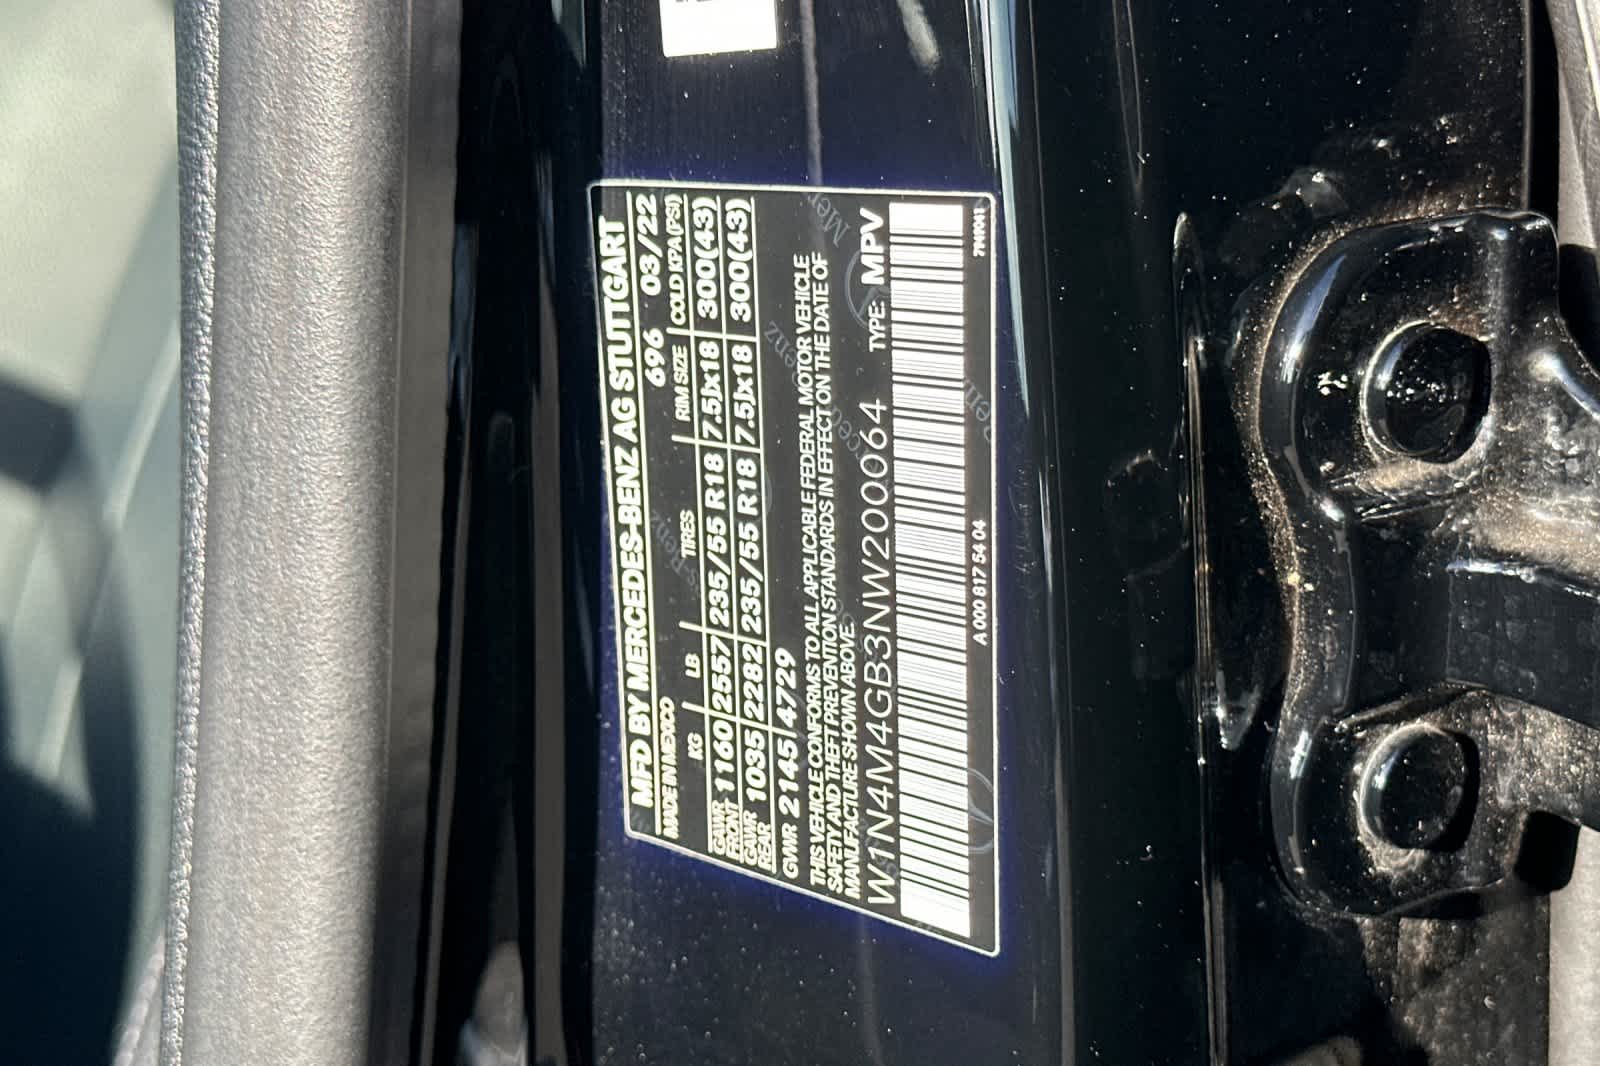 MFD BY MERCEDES-BENZ AG STUTTGART
MADE IN MEXICO 696 03/22
KG LB TIRES RIM SIZE COLD KPA(PSI)
GAWR FRONT 1160 2557 235/55 R18 7.5Jx18 300(43)
GAWR REAR 1035 2282 235/55 R18 7.5Jx18 300(43)
GVWR 2145 4729
THIS VEHICLE CONFORMS TO ALL APPLICABLE FEDERAL MOTOR VEHICLE
SAFETY AND THEFT PREVENTION STANDARDS IN EFFECT ON THE DATE OF
MANUFACTURE SHOWN ABOVE.
W1N4M4GB3NW200064 TYPE: MPV
A 000 817 54 04